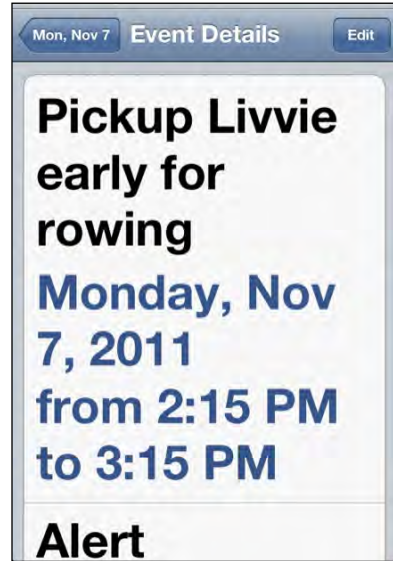 Mon, Nov 7 Event Details Edit
Pickup Livvie
early for
rowing
Monday, Nov
7, 2011
from 2:15 PM
to 3:15 PM
Alert